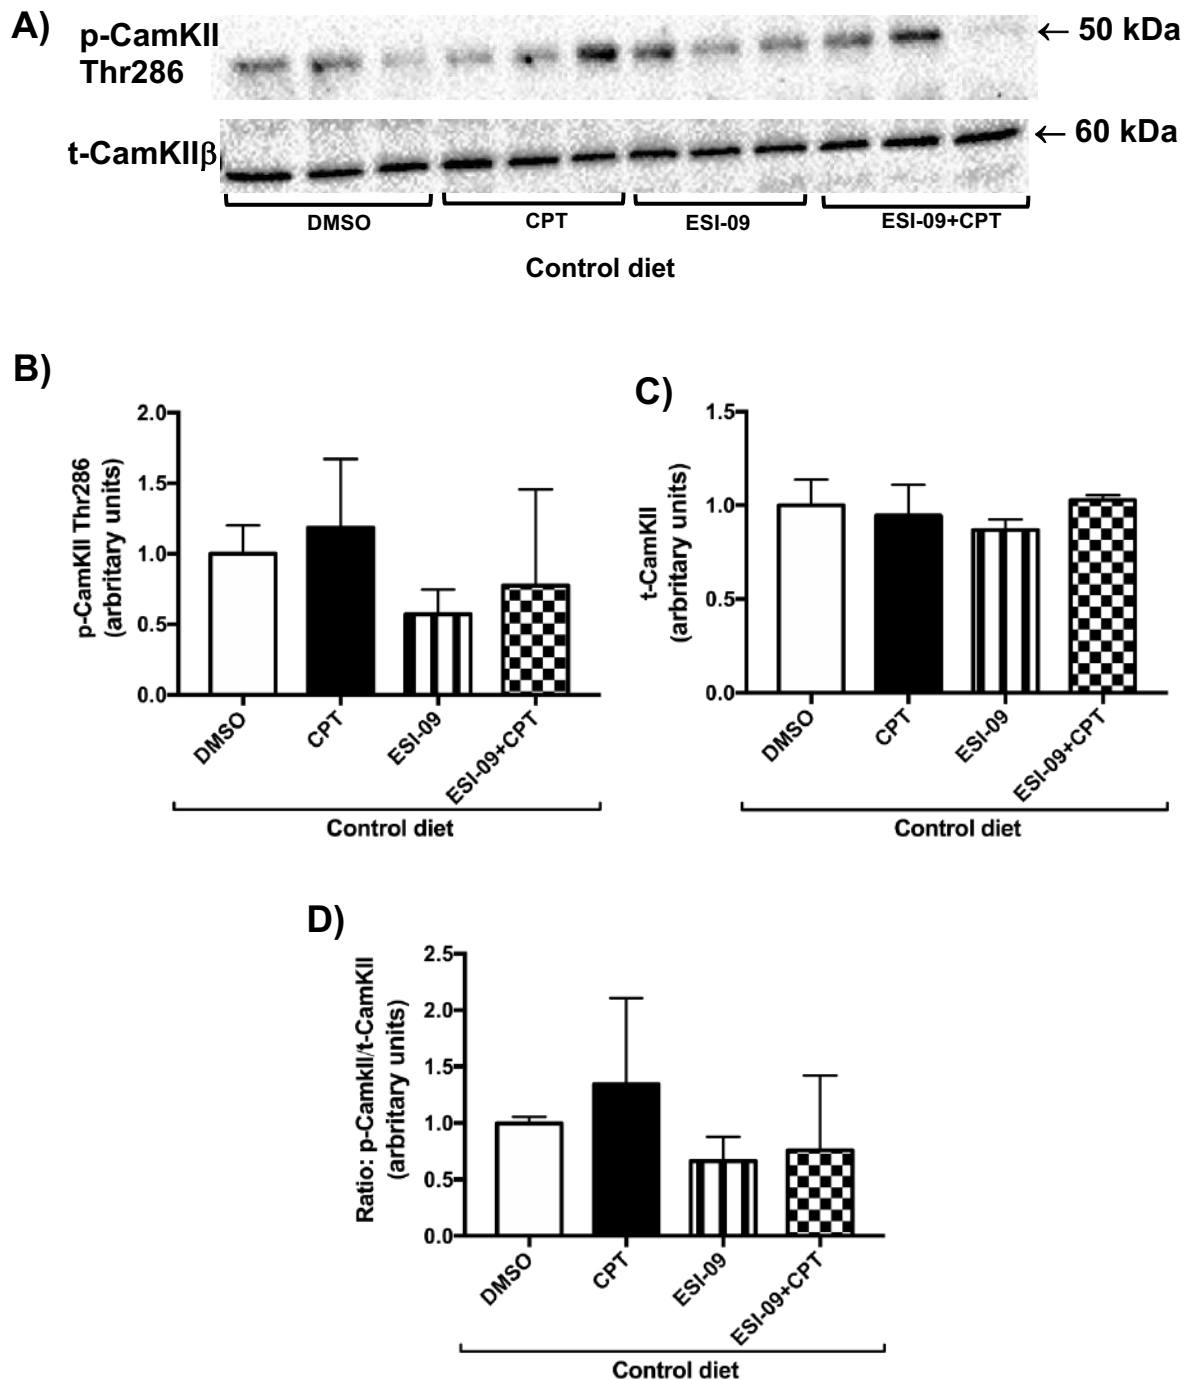 A)
p-CamKII
Thr286
← 50 kDa
t-CamKIIβ
← 60 kDa
DMSO
CPT
ESI-09
ESI-09+CPT
Control diet
B)
p-CamKII Thr286
(arbritary units)
2.0
1.5
1.0
0.5
0.0
DMSO
CPT
ESI-09
ESI-09+CPT
Control diet
C)
t-CamKII
(arbritary units)
1.5
1.0
0.5
0.0
DMSO
CPT
ESI-09
ESI-09+CPT
Control diet
D)
Ratio: p-CamkII/t-CamKII
(arbritary units)
2.5
2.0
1.5
1.0
0.5
0.0
DMSO
CPT
ESI-09
ESI-09+CPT
Control diet